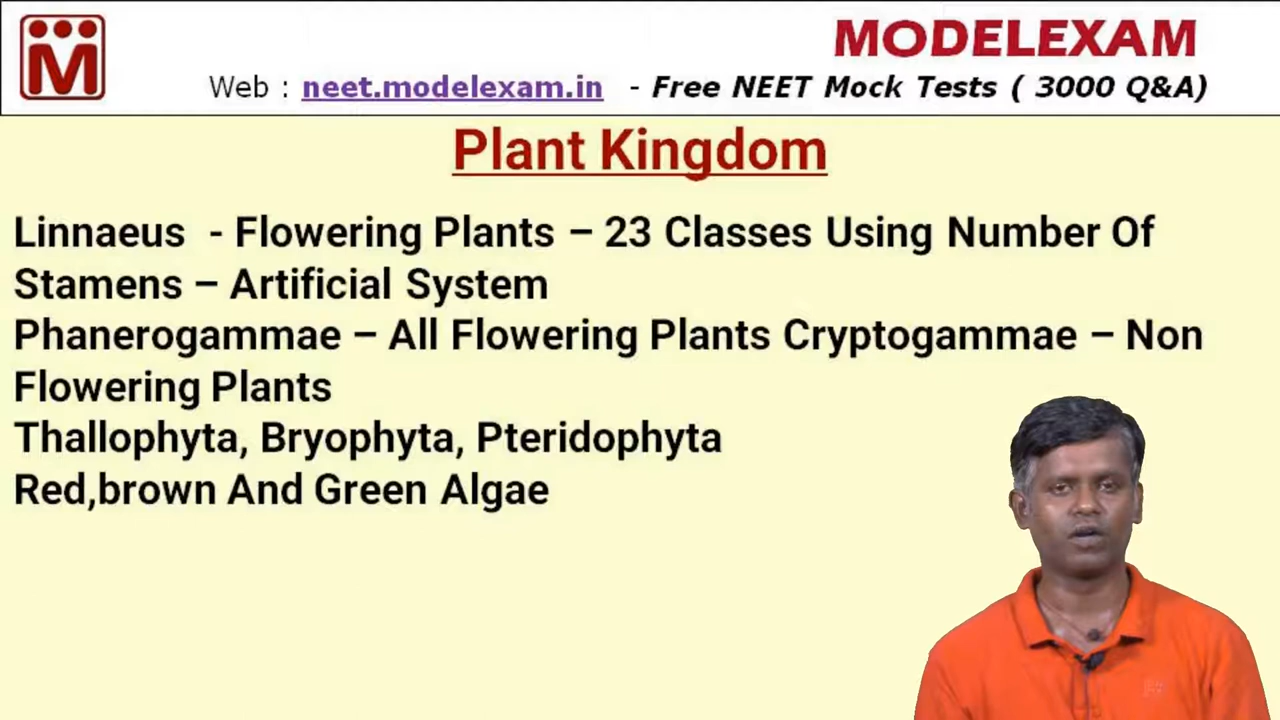 M
MODELEXAM
Web : neet.modelexam.in - Free NEET Mock Tests ( 3000 Q&A)
Plant Kingdom
Linnaeus - Flowering Plants – 23 Classes Using Number Of
Stamens – Artificial System
Phanerogammae – All Flowering Plants Cryptogammae – Non
Flowering Plants
Thallophyta, Bryophyta, Pteridophyta
Red,brown And Green Algae